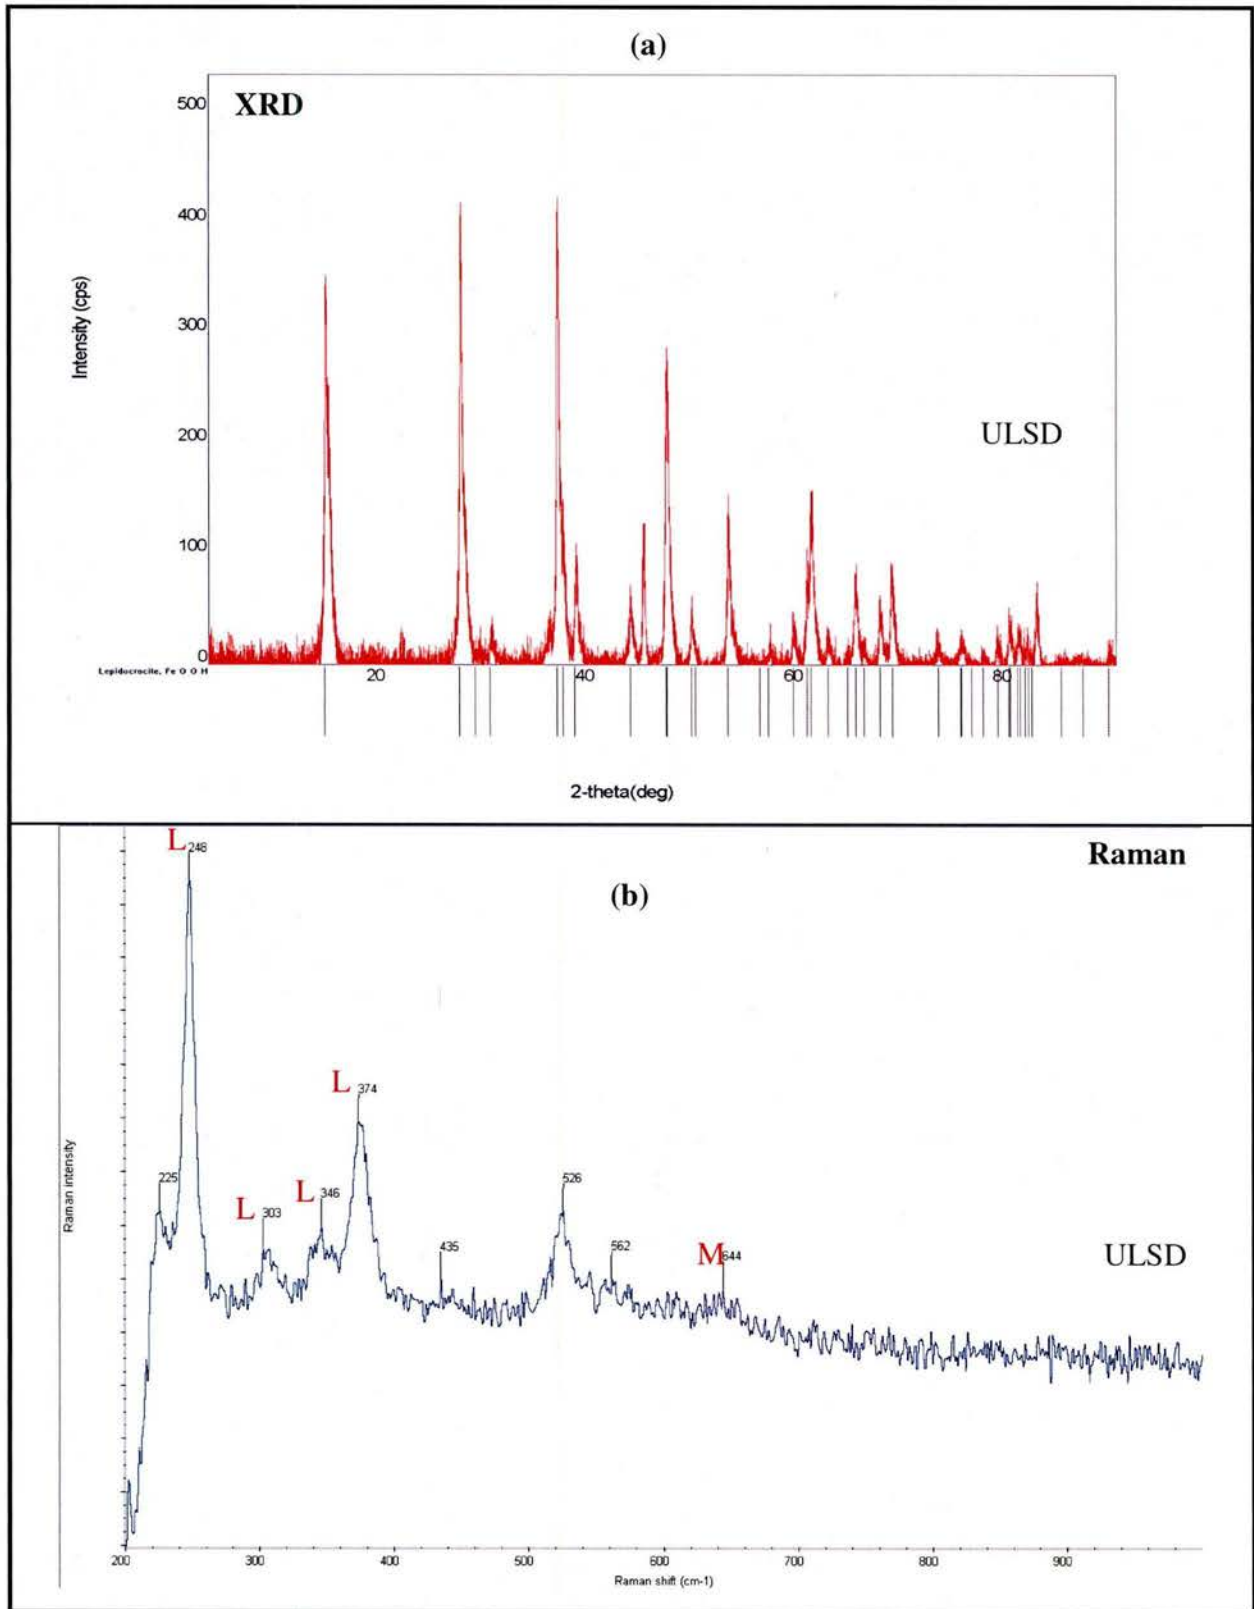 (a)
XRD
500
400
300
200
100
0
Intensity (cps)
ULSD
Lepidocrocite, Fe O O H
20
40
60
80
2-theta(deg)
Raman
(b)
L 248
L 374
225
L 303
L 346
435
526
562
M 644
ULSD
Raman intensity
200
300
400
500
600
700
800
900
Raman shift (cm-1)